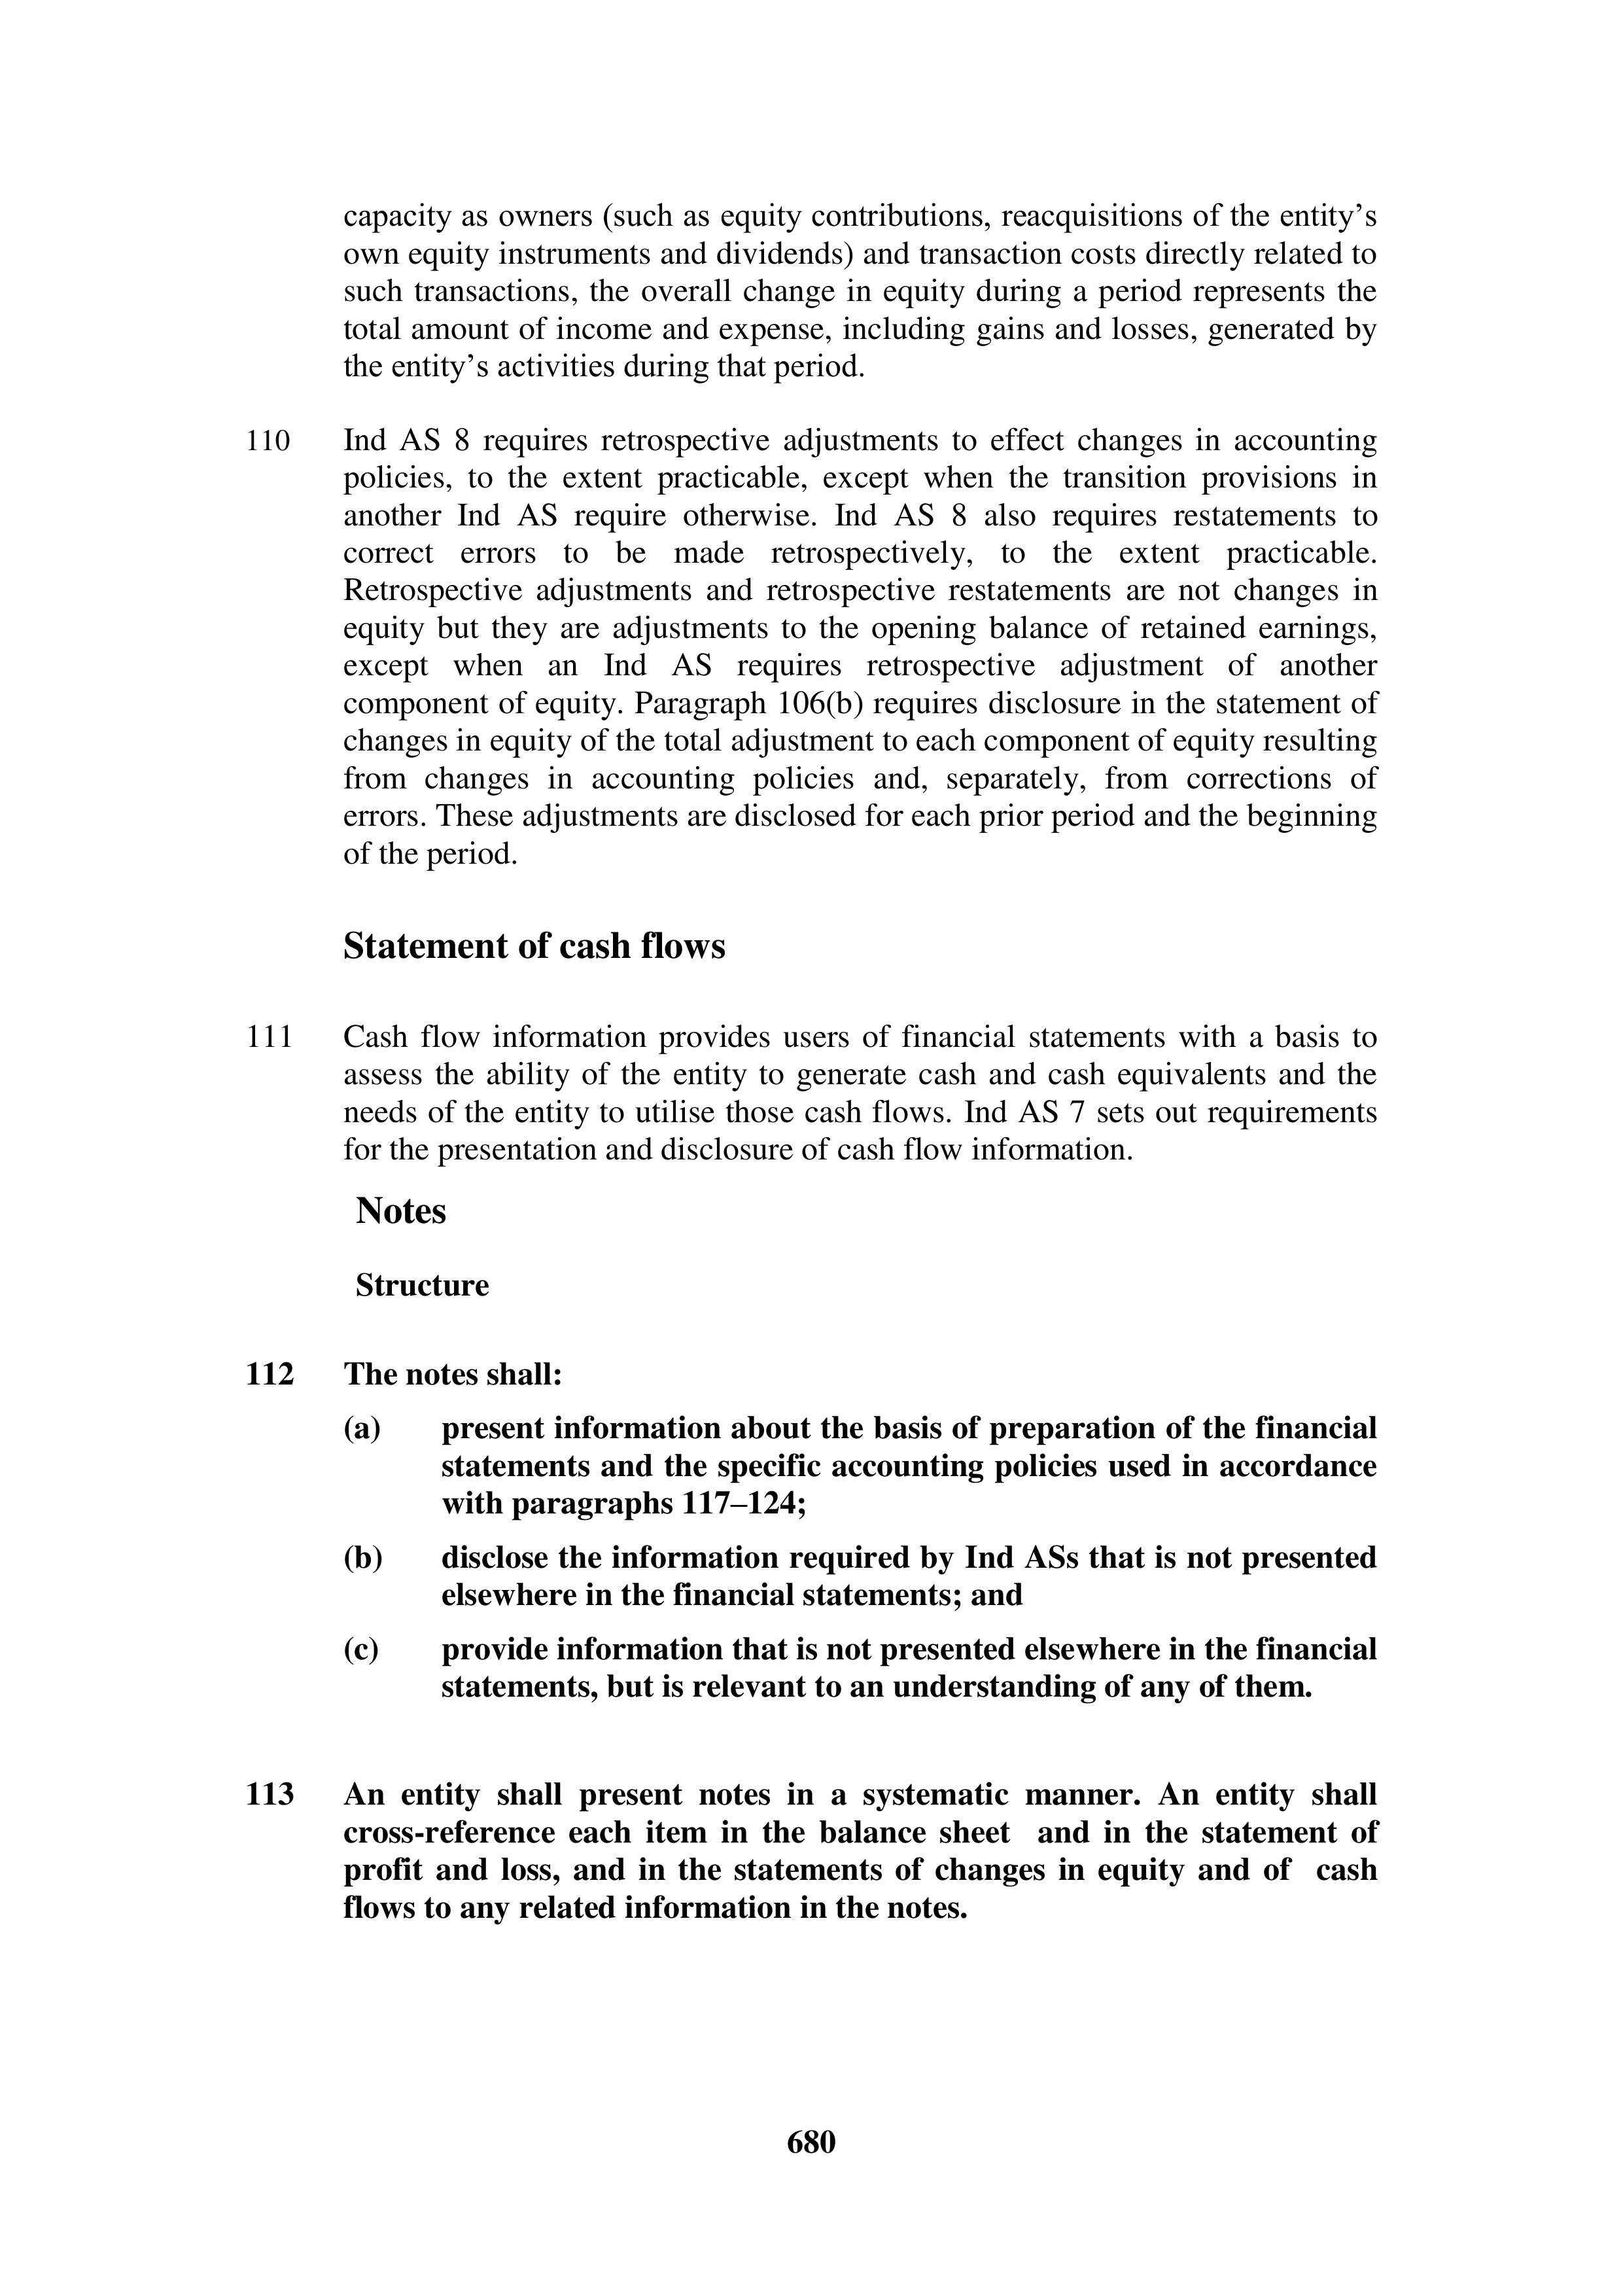 capacity as owners (such as equity contributions, reacquisitions of the entity’s
own equity instruments and dividends) and transaction costs directly related to
such transactions, the overall change in equity during a period represents the
total amount of income and expense, including gains and losses, generated by
the entity’s activities during that period.
110 Ind AS 8 requires retrospective adjustments to effect changes in accounting
policies, to the extent practicable, except when the transition provisions in
another Ind AS require otherwise. Ind AS 8 also requires restatements to
correct errors to be made retrospectively, to the extent practicable.
Retrospective adjustments and retrospective restatements are not changes in
equity but they are adjustments to the opening balance of retained earnings,
except when an Ind AS requires retrospective adjustment of another
component of equity. Paragraph 106(b) requires disclosure in the statement of
changes in equity of the total adjustment to each component of equity resulting
from changes in accounting policies and, separately, from corrections of
errors. These adjustments are disclosed for each prior period and the beginning
of the period.
Statement of cash flows
111 Cash flow information provides users of financial statements with a basis to
assess the ability of the entity to generate cash and cash equivalents and the
needs of the entity to utilise those cash flows. Ind AS 7 sets out requirements
for the presentation and disclosure of cash flow information.
Notes
Structure
112 The notes shall:
(a) present information about the basis of preparation of the financial
statements and the specific accounting policies used in accordance
with paragraphs 117–124;
(b) disclose the information required by Ind ASs that is not presented
elsewhere in the financial statements; and
(c) provide information that is not presented elsewhere in the financial
statements, but is relevant to an understanding of any of them.
113 An entity shall present notes in a systematic manner. An entity shall
cross-reference each item in the balance sheet and in the statement of
profit and loss, and in the statements of changes in equity and of cash
flows to any related information in the notes.
680